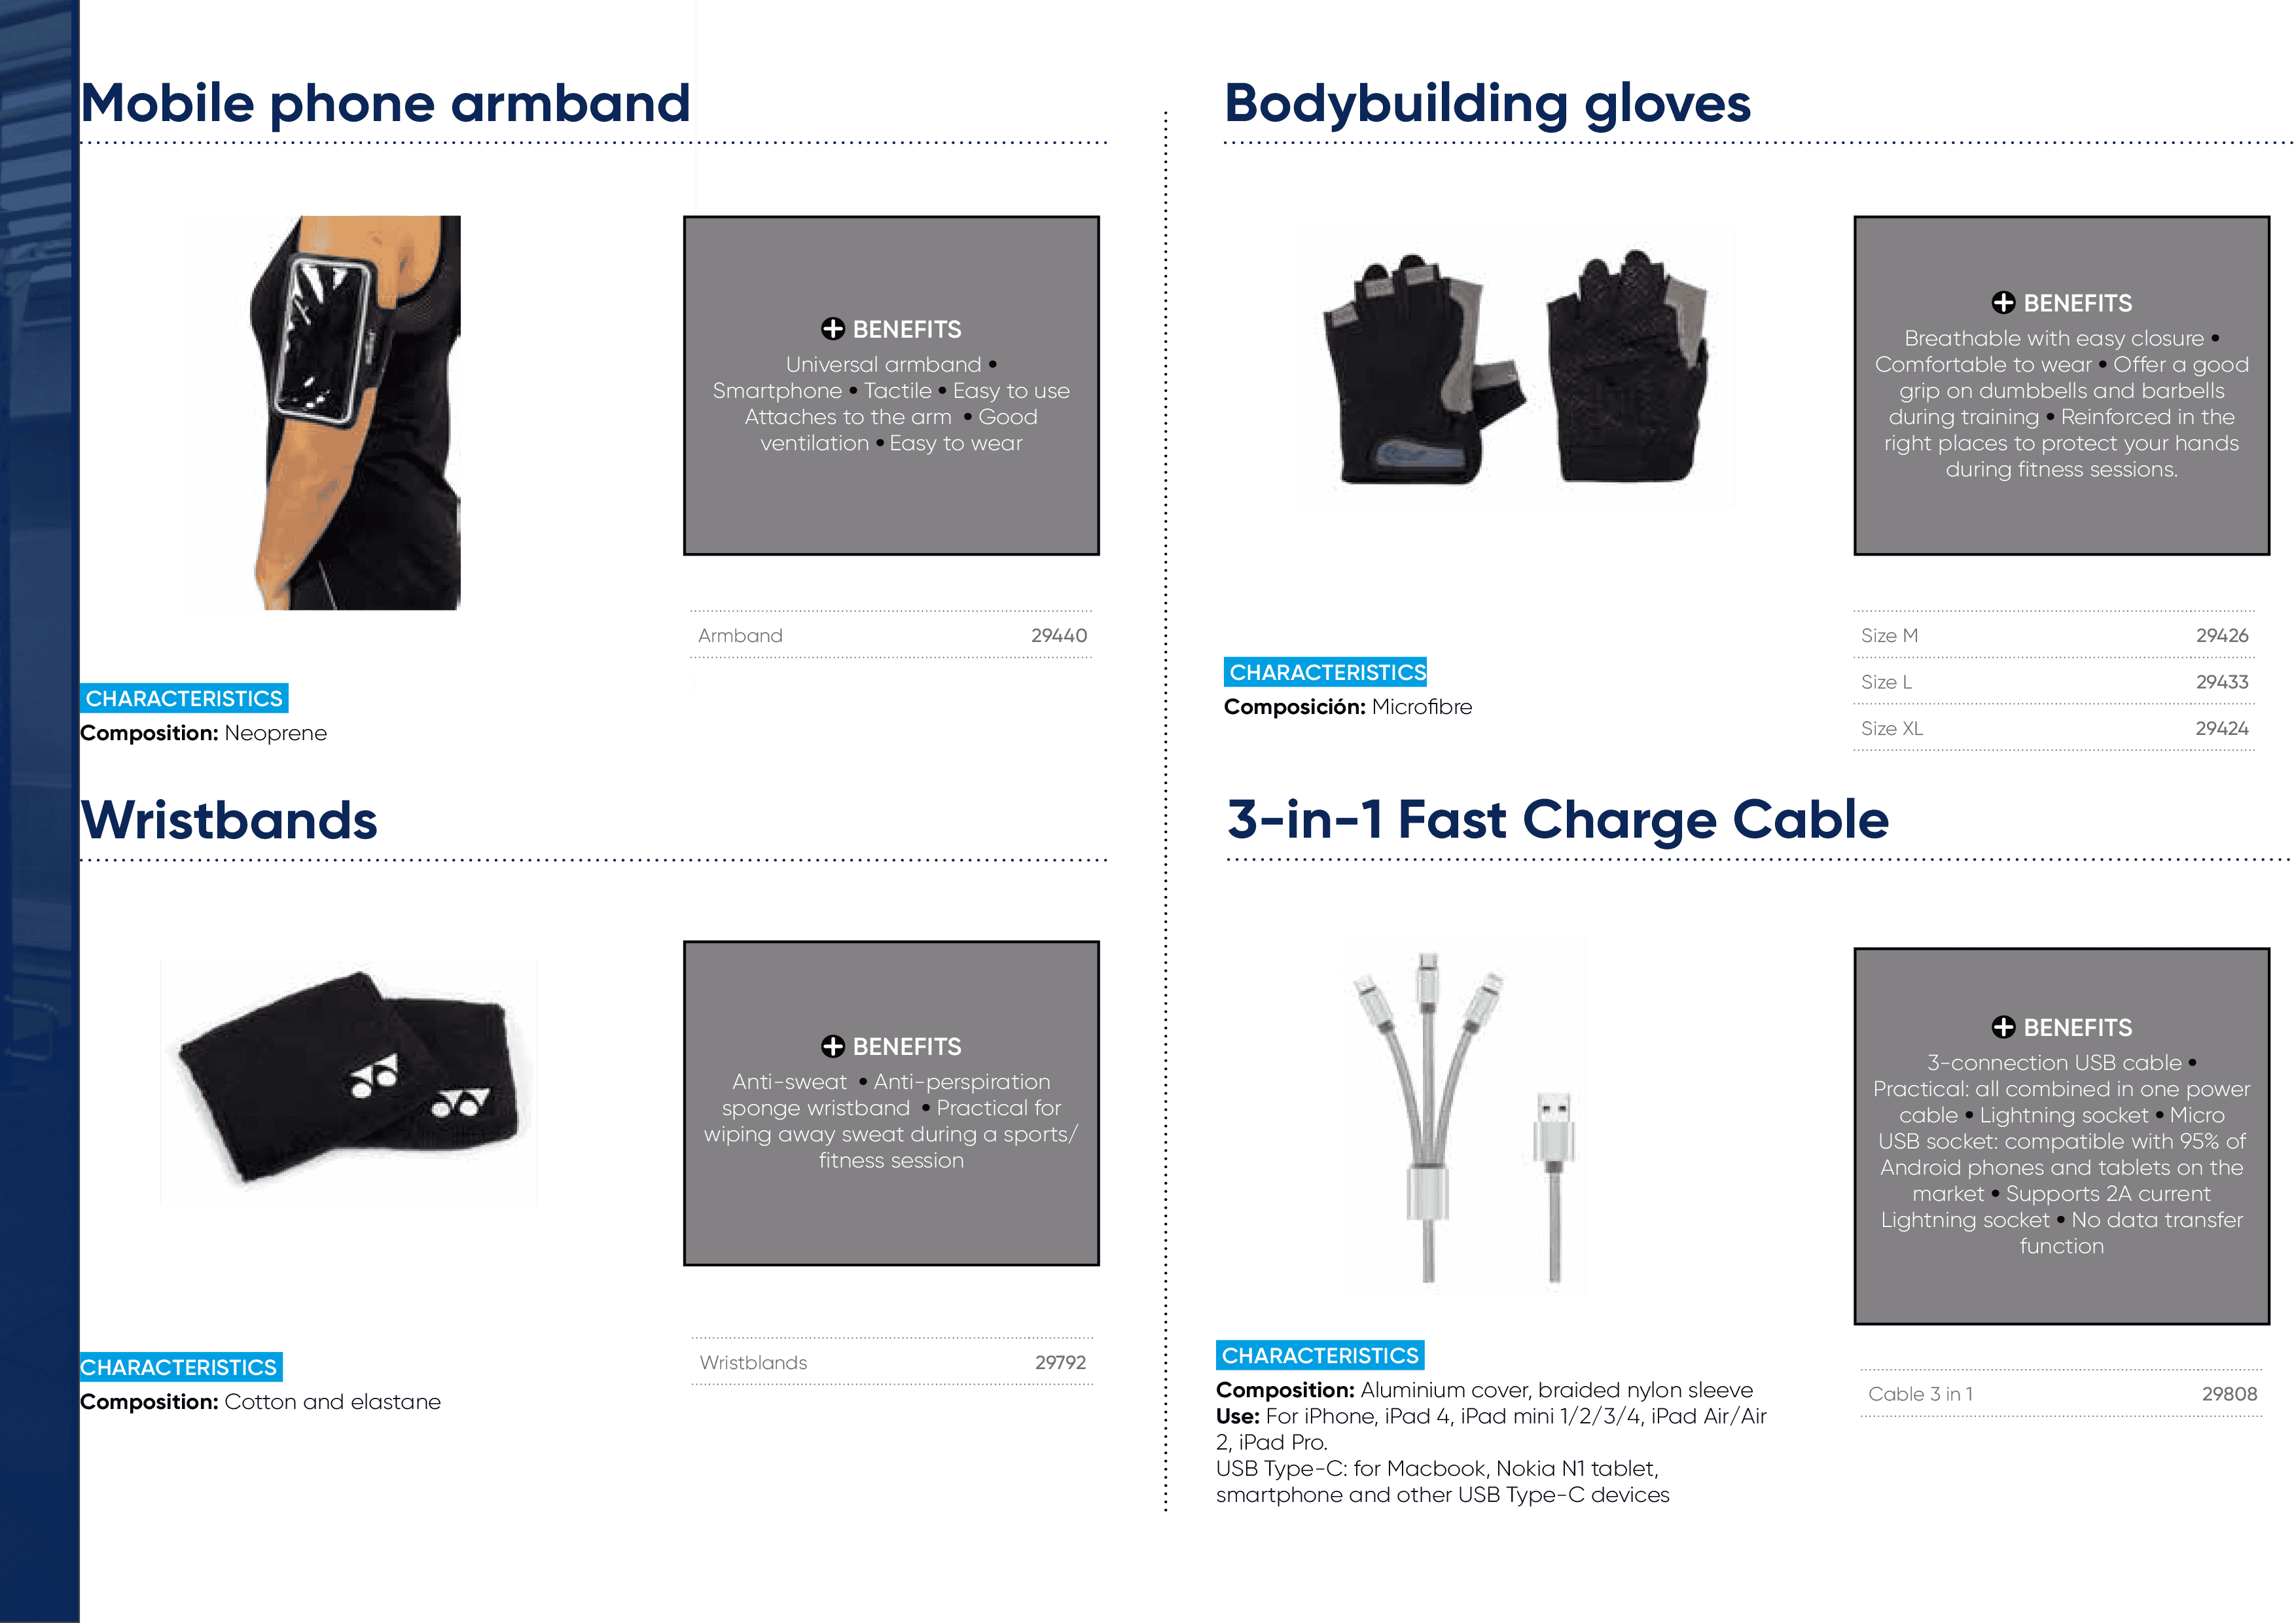 Mobile phone armband
BENEFITS
Universal armband •
Smartphone • Tactile • Easy to use
Attaches to the arm • Good
ventilation • Easy to wear
Armband 29440
CHARACTERISTICS
Composition: Neoprene
Wristbands
BENEFITS
Anti-sweat • Anti-perspiration
sponge wristband • Practical for
wiping away sweat during a sports/
fitness session
Wristblands 29792
CHARACTERISTICS
Composition: Cotton and elastane
Bodybuilding gloves
BENEFITS
Breathable with easy closure •
Comfortable to wear • Offer a good
grip on dumbbells and barbells
during training • Reinforced in the
right places to protect your hands
during fitness sessions.
Size M 29426
Size L 29433
Size XL 29424
CHARACTERISTICS
Composición: Microfibre
3-in-1 Fast Charge Cable
BENEFITS
3-connection USB cable •
Practical: all combined in one power
cable • Lightning socket • Micro
USB socket: compatible with 95% of
Android phones and tablets on the
market • Supports 2A current
Lightning socket • No data transfer
function
CHARACTERISTICS
Composition: Aluminium cover, braided nylon sleeve
Use: For iPhone, iPad 4, iPad mini 1/2/3/4, iPad Air/Air
2, iPad Pro.
USB Type-C: for Macbook, Nokia N1 tablet,
smartphone and other USB Type-C devices
Cable 3 in 1 29808